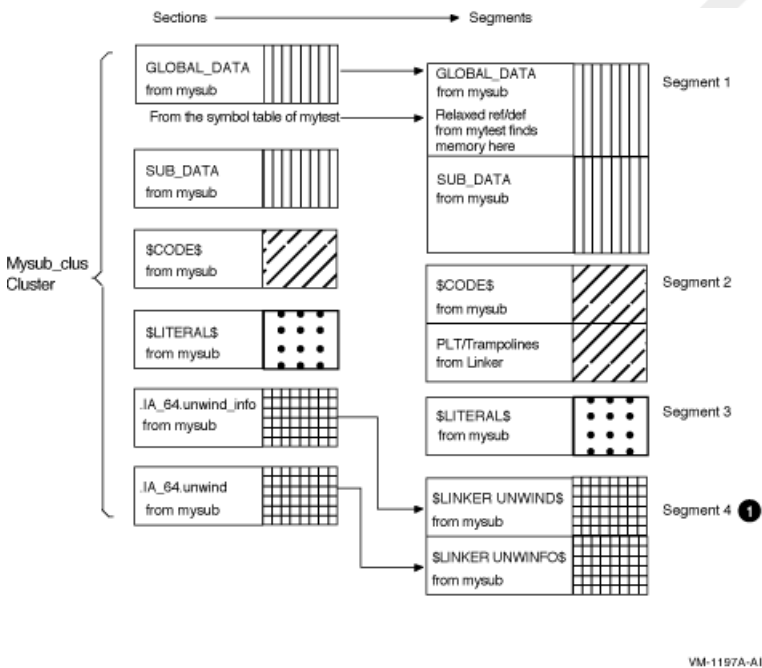 Sections
Segments
GLOBAL_DATA
from mysub
From the symbol table of mytest
SUB_DATA
from mysub
$CODE$
from mysub
Mysub_clus
Cluster
$LITERAL$
from mysub
.IA_64.unwind_info
from mysub
.IA_64.unwind
from mysub
GLOBAL_DATA
from mysub
Relaxed ref/def
from mytest finds
memory here
Segment 1
SUB_DATA
from mysub
$CODE$
from mysub
Segment 2
PLT/Trampolines
from Linker
$LITERAL$
from mysub
Segment 3
$LINKER UNWIND$
from mysub
Segment 4 1
$LINKER UNWINFO$
from mysub
VM-1197A-AI